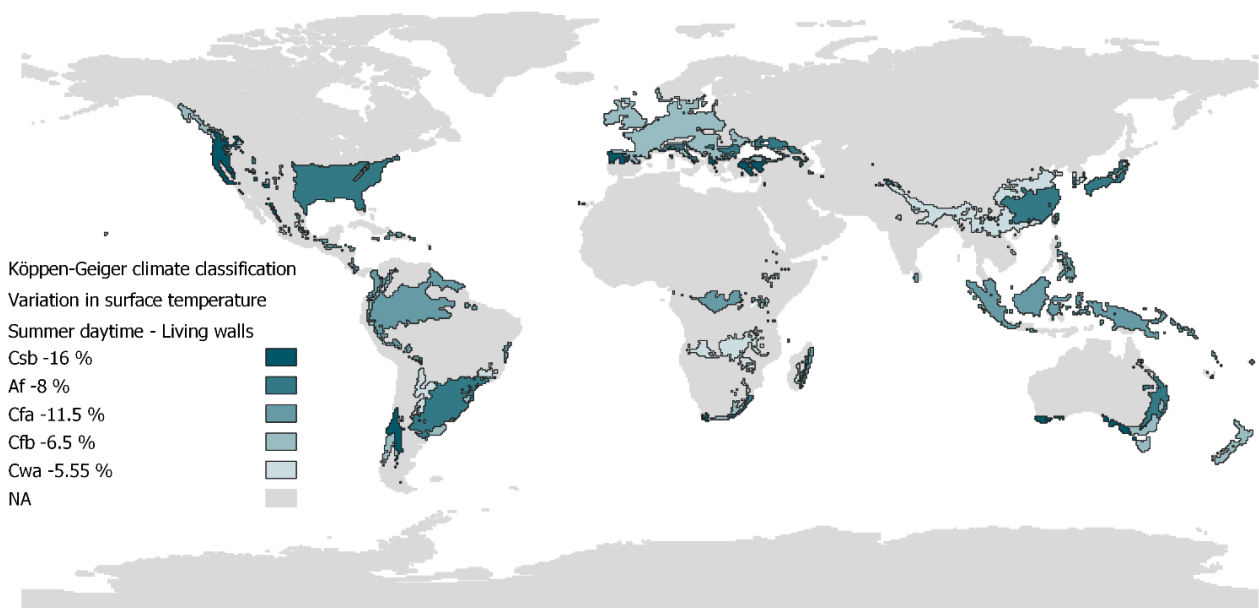 Köppen-Geiger climate classification
Variation in surface temperature
Summer daytime - Living walls
Csb -16 %
Af -8 %
Cfa -11.5 %
Cfb -6.5 %
Cwa -5.55 %
NA